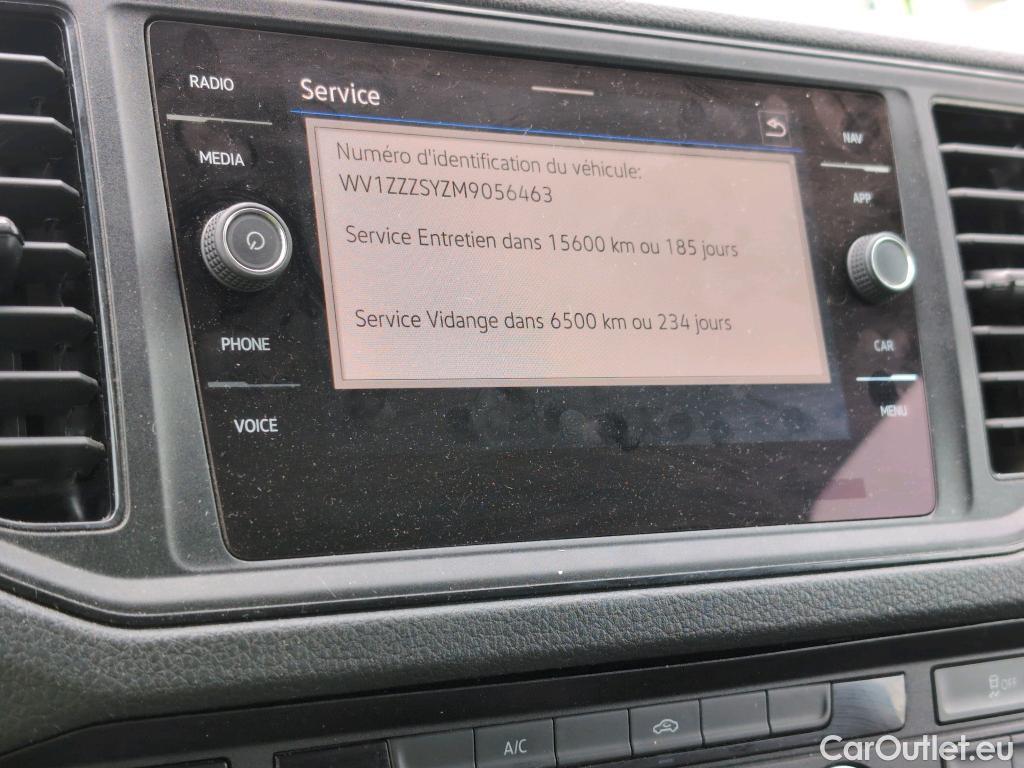 RADIO
Service
NAV
MEDIA
Numéro d'identification du véhicule:
WV1ZZZSYZM9056463
APP
Service Entretien dans 15600 km ou 185 jours
PHONE
Service Vidange dans 6500 km ou 234 jours
CAR
VOICE
MENU
OFF
A/C
CarOutlet.eu